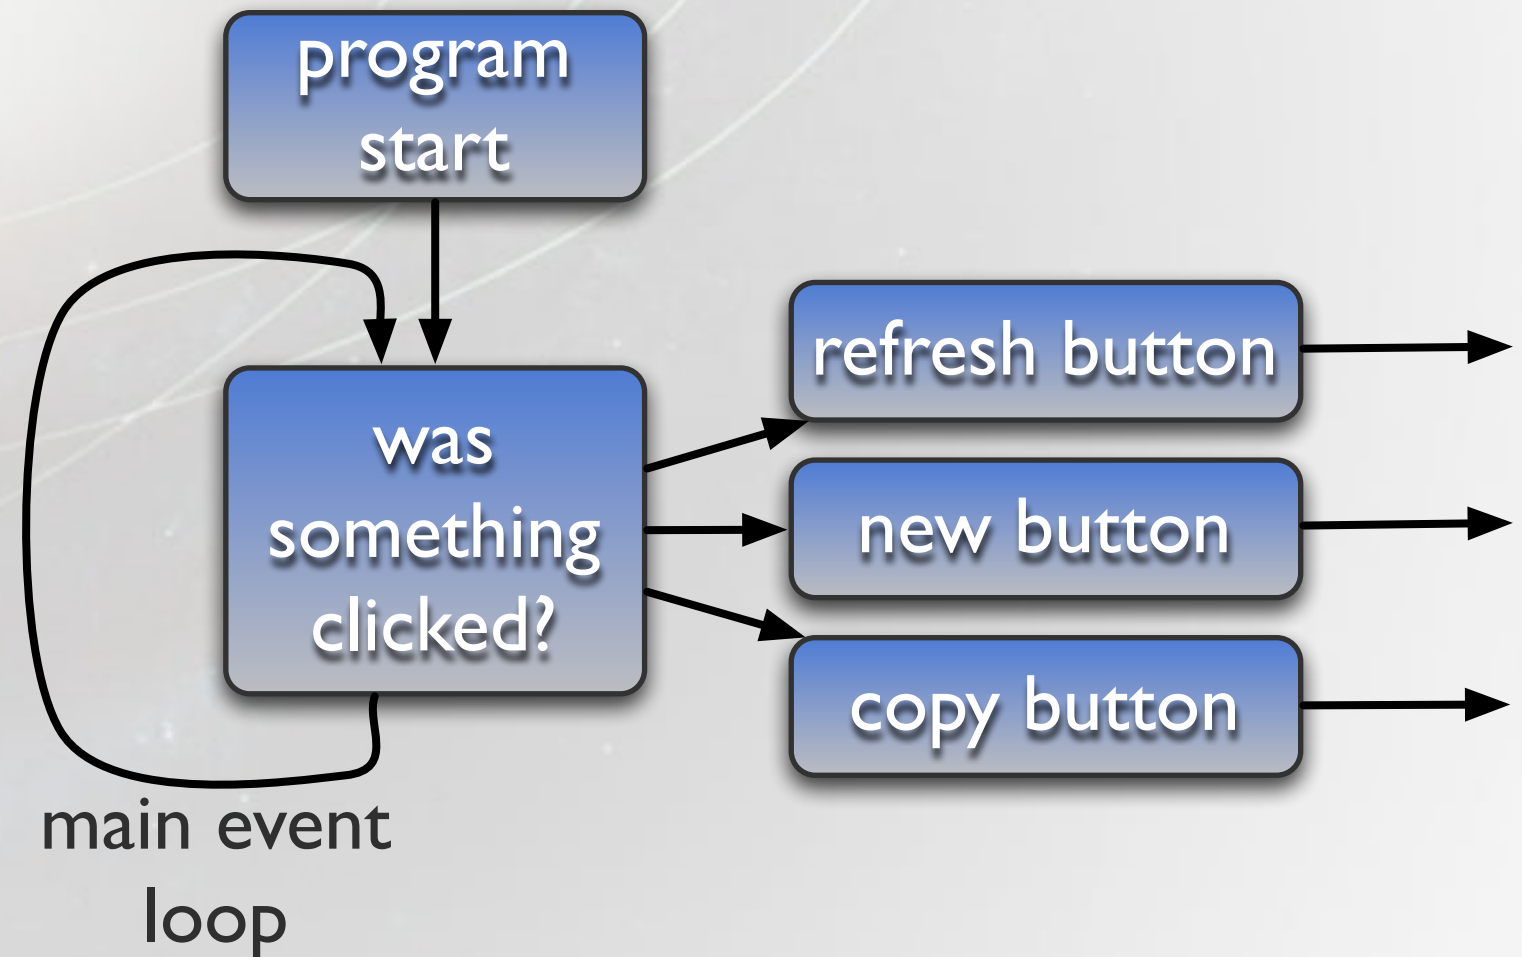 program
start
was
something
clicked?
refresh button
new button
copy button
main event
loop